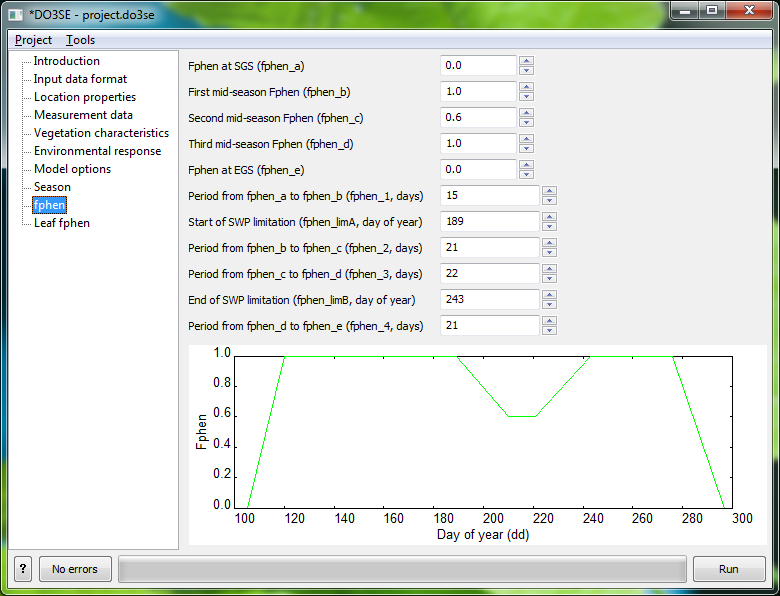 *DO3SE - project.do3se
Project Tools
Introduction
Input data format
Location properties
Measurement data
Vegetation characteristics
Environmental response
Model options
Season
fphen
Leaf fphen
Fphen at SGS (fphen_a) 0.0
First mid-season Fphen (fphen_b) 1.0
Second mid-season Fphen (fphen_c) 0.6
Third mid-season Fphen (fphen_d) 1.0
Fphen at EGS (fphen_e) 0.0
Period from fphen_a to fphen_b (fphen_1, days) 15
Start of SWP limitation (fphen_limA, day of year) 189
Period from fphen_b to fphen_c (fphen_2, days) 21
Period from fphen_c to fphen_d (fphen_3, days) 22
End of SWP limitation (fphen_limB, day of year) 243
Period from fphen_d to fphen_e (fphen_4, days) 21
1.0
0.8
0.6
0.4
0.2
0.0
Fphen
100 120 140 160 180 200 220 240 260 280 300
Day of year (dd)
? No errors Run